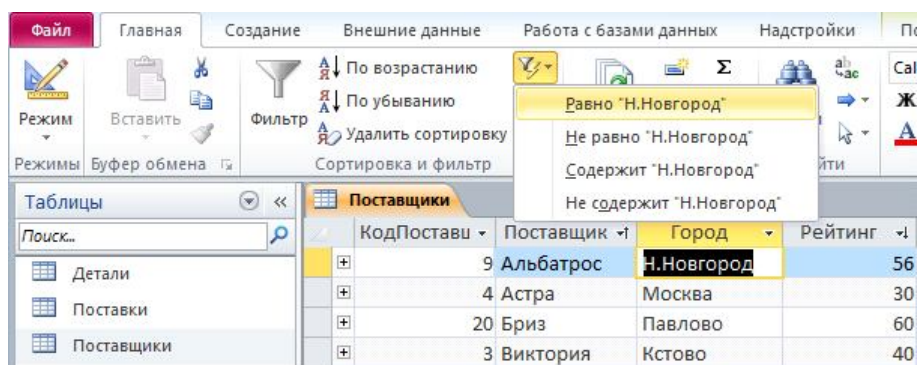 Файл Главная Создание Внешние данные Работа с базами данных Надстройки
Режим
Вставить
Фильтр
По возрастанию
По убыванию
Удалить сортировку
Cal
Ж
А
Равно "Н.Новгород"
Не равно "Н.Новгород"
Содержит "Н.Новгород"
Не содержит "Н.Новгород"
Режимы Буфер обмена Сортировка и фильтр
Таблицы
Поиск...
Детали
Поставки
Поставщики
Поставщики
КодПоставщ Поставщик Город Рейтинг
9 Альбатрос Н.Новгород 56
4 Астра Москва 30
20 Бриз Павлово 60
3 Виктория Кстово 40